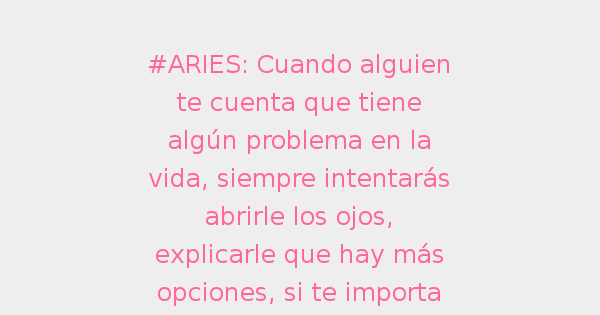 #ARIES: Cuando alguien
te cuenta que tiene
algún problema en la
vida, siempre intentarás
abrirle los ojos,
explicarle que hay más
opciones, si te importa